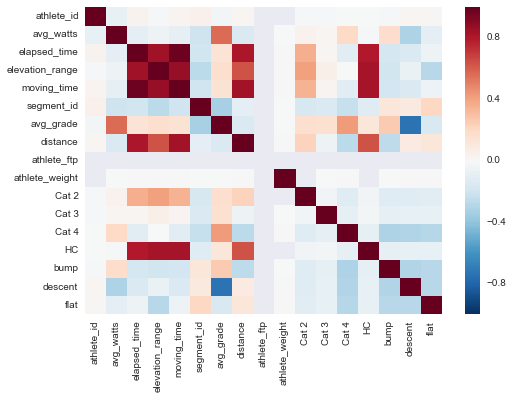 athlete_id
avg_watts
elapsed_time
elevation_range
moving_time
segment_id
avg_grade
distance
athlete_ftp
athlete_weight
Cat 2
Cat 3
Cat 4
HC
bump
descent
flat
0.8
0.4
0.0
−0.4
−0.8
athlete_id
avg_watts
elapsed_time
elevation_range
moving_time
segment_id
avg_grade
distance
athlete_ftp
athlete_weight
Cat 2
Cat 3
Cat 4
HC
bump
descent
flat